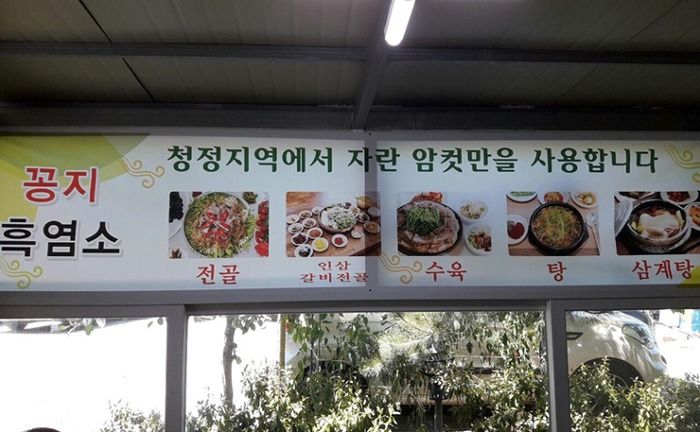 꽁지
흑염소
청정지역에서 자란 암컷만을 사용합니다
전골
인삼
갈비전골
수육
탕
삼계탕